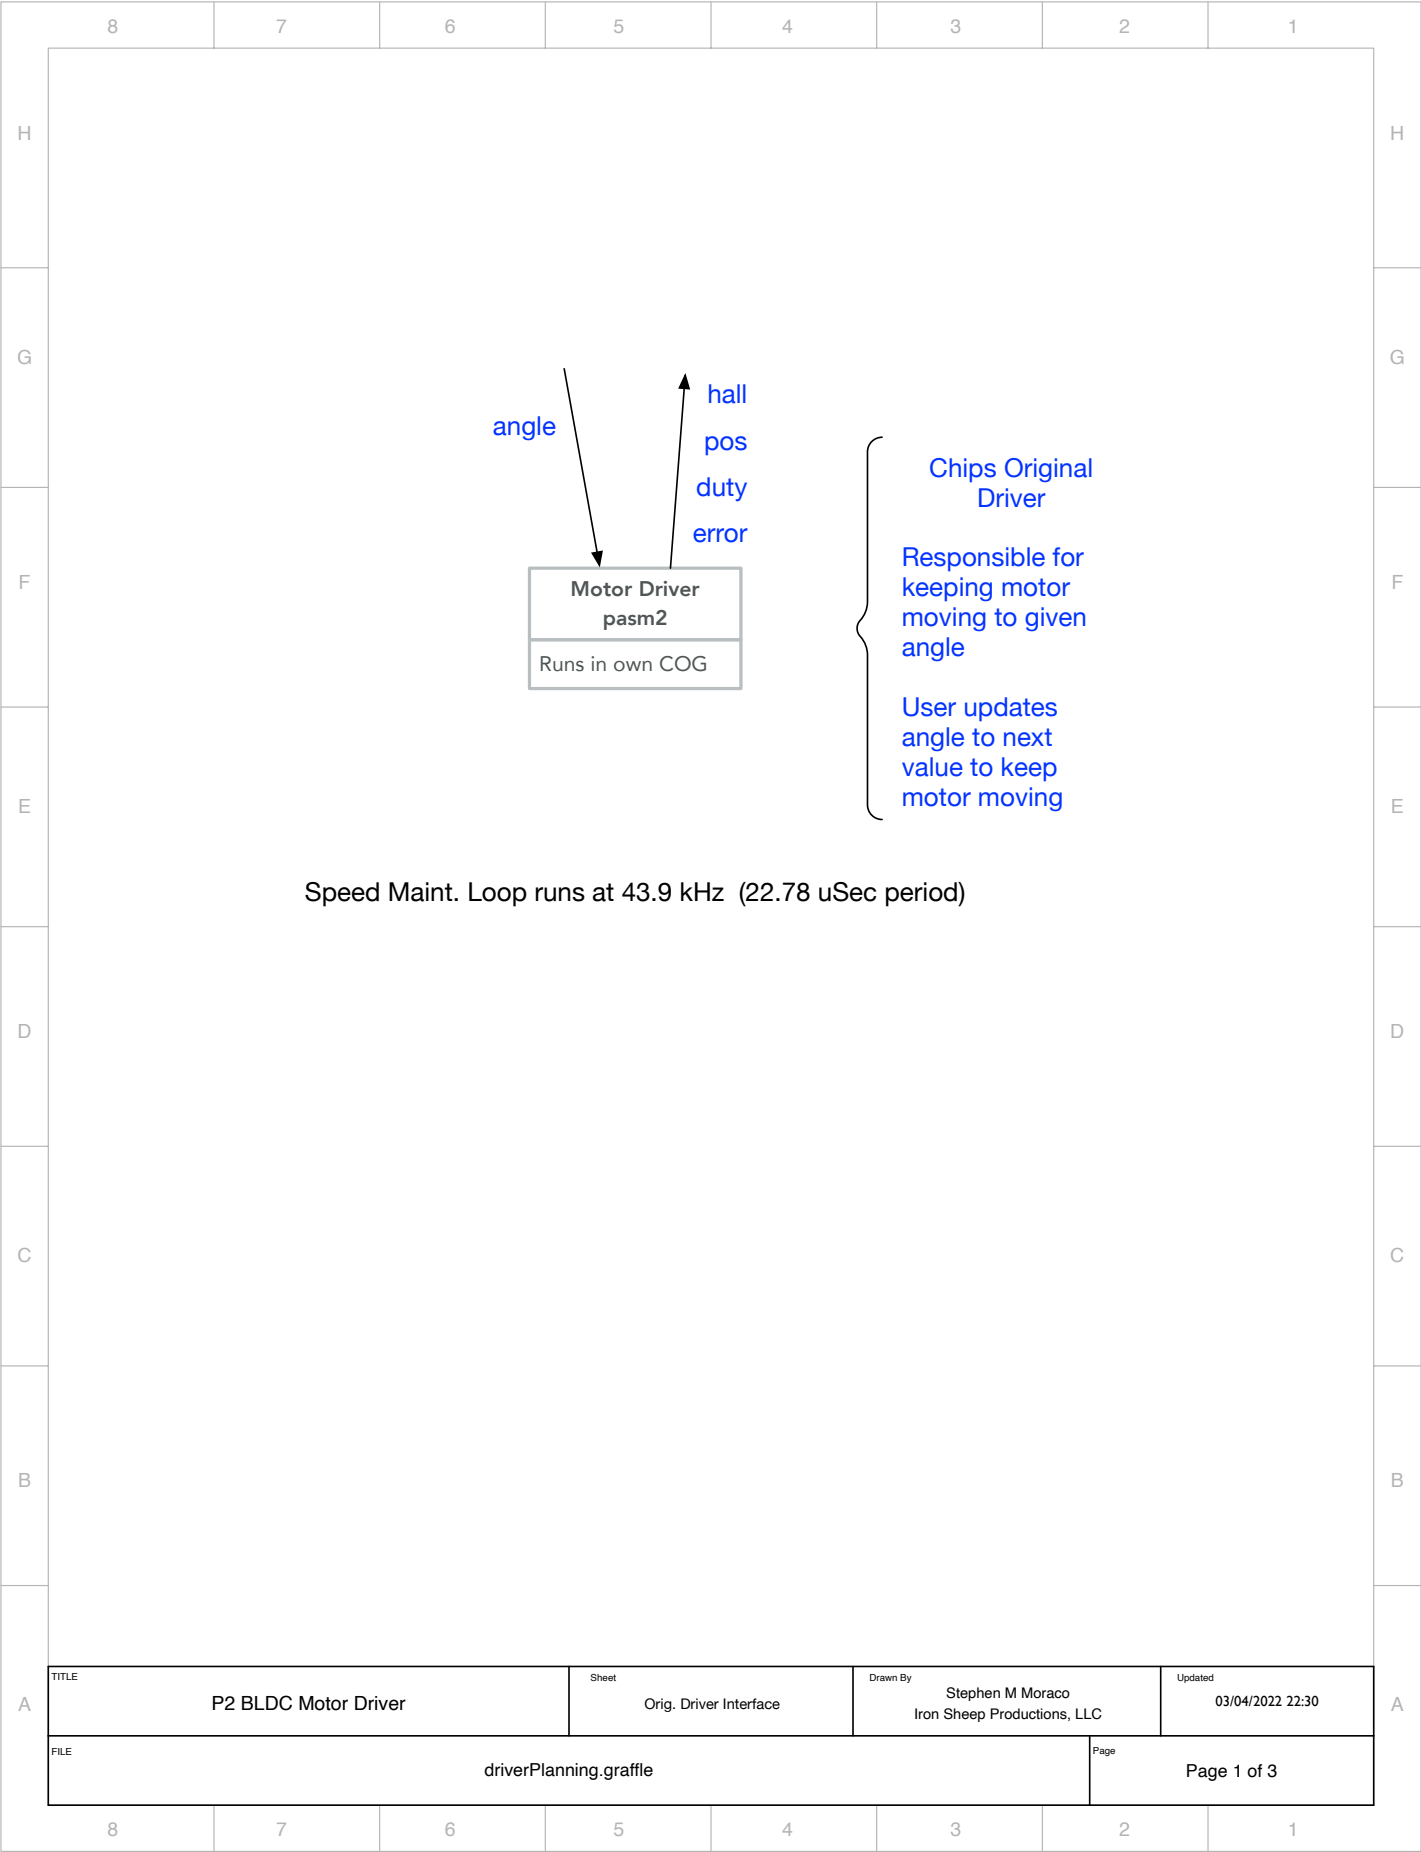 8 7 6 5 4 3 2 1
H H
G G
angle
hall
pos
duty
error
Chips Original
Driver
Responsible for
keeping motor
moving to given
angle
User updates
angle to next
value to keep
motor moving
F F
Motor Driver
pasm2
Runs in own COG
E E
Speed Maint. Loop runs at 43.9 kHz (22.78 uSec period)
D D
C C
B B
A A
TITLE
P2 BLDC Motor Driver
Sheet
Orig. Driver Interface
Drawn By
Stephen M Moraco
Iron Sheep Productions, LLC
Updated
03/04/2022 22:30
FILE
driverPlanning.graffle
Page
Page 1 of 3
8 7 6 5 4 3 2 1